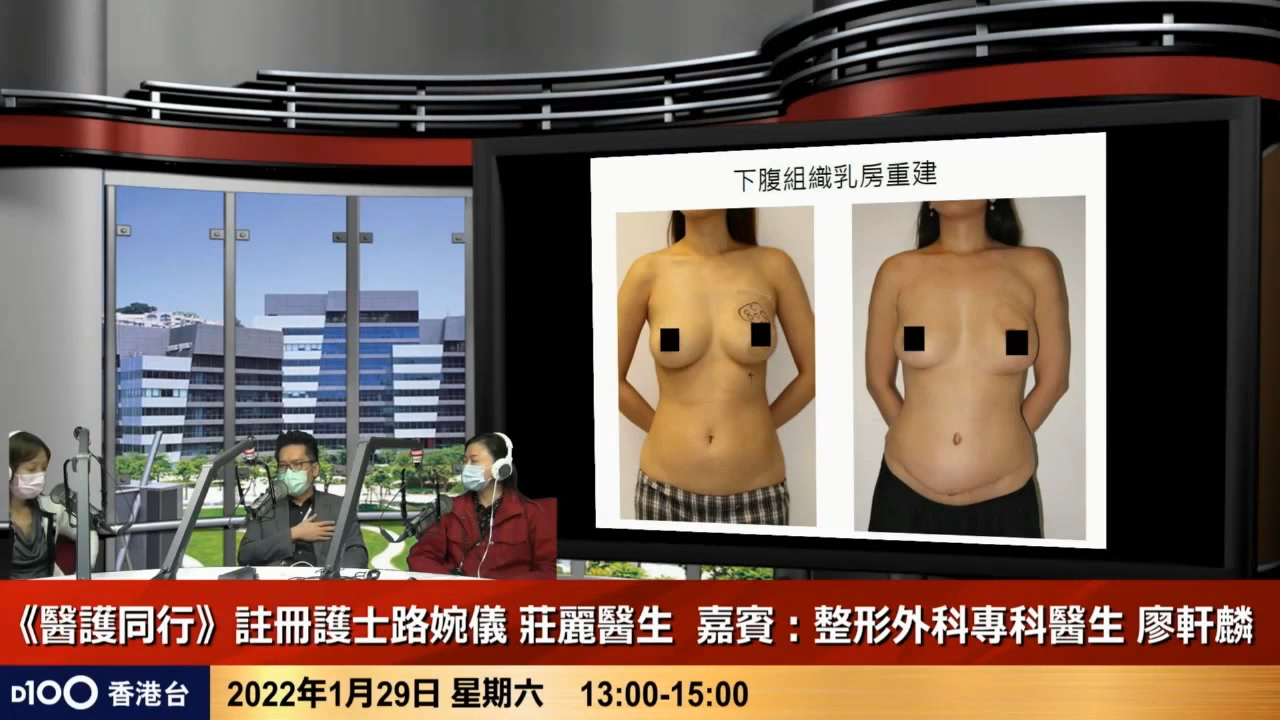 下腹組織乳房重建
《醫護同行》註冊護士路婉儀 莊麗醫生 嘉賓：整形外科專科醫生 廖軒麟
D100 香港台
2022年1月29日 星期六 13:00-15:00